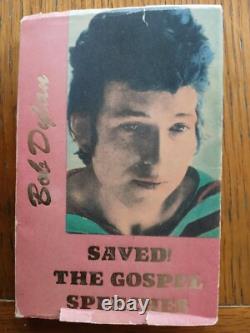 Bob Dylan
SAVED!
THE GOSPEL
SPEECHES